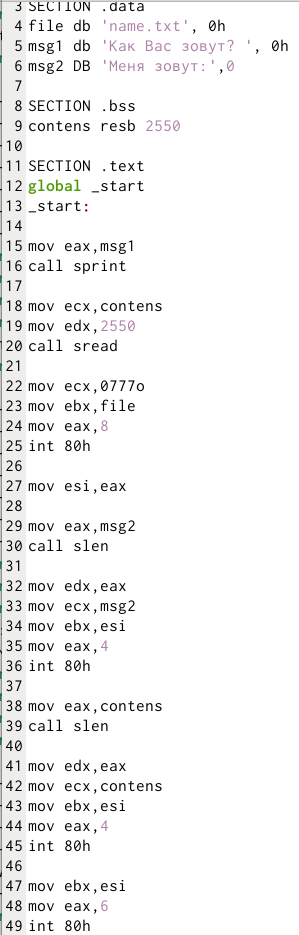 3 SECTION .data
4 file db 'name.txt', 0h
5 msg1 db 'Как Вас зовут? ', 0h
6 msg2 DB 'Меня зовут:',0
7
8 SECTION .bss
9 contens resb 2550
10
11 SECTION .text
12 global _start
13 _start:
14
15 mov eax,msg1
16 call sprint
17
18 mov ecx,contens
19 mov edx,2550
20 call sread
21
22 mov ecx,0777o
23 mov ebx,file
24 mov eax,8
25 int 80h
26
27 mov esi,eax
28
29 mov eax,msg2
30 call slen
31
32 mov edx,eax
33 mov ecx,msg2
34 mov ebx,esi
35 mov eax,4
36 int 80h
37
38 mov eax,contens
39 call slen
40
41 mov edx,eax
42 mov ecx,contens
43 mov ebx,esi
44 mov eax,4
45 int 80h
46
47 mov ebx,esi
48 mov eax,6
49 int 80h